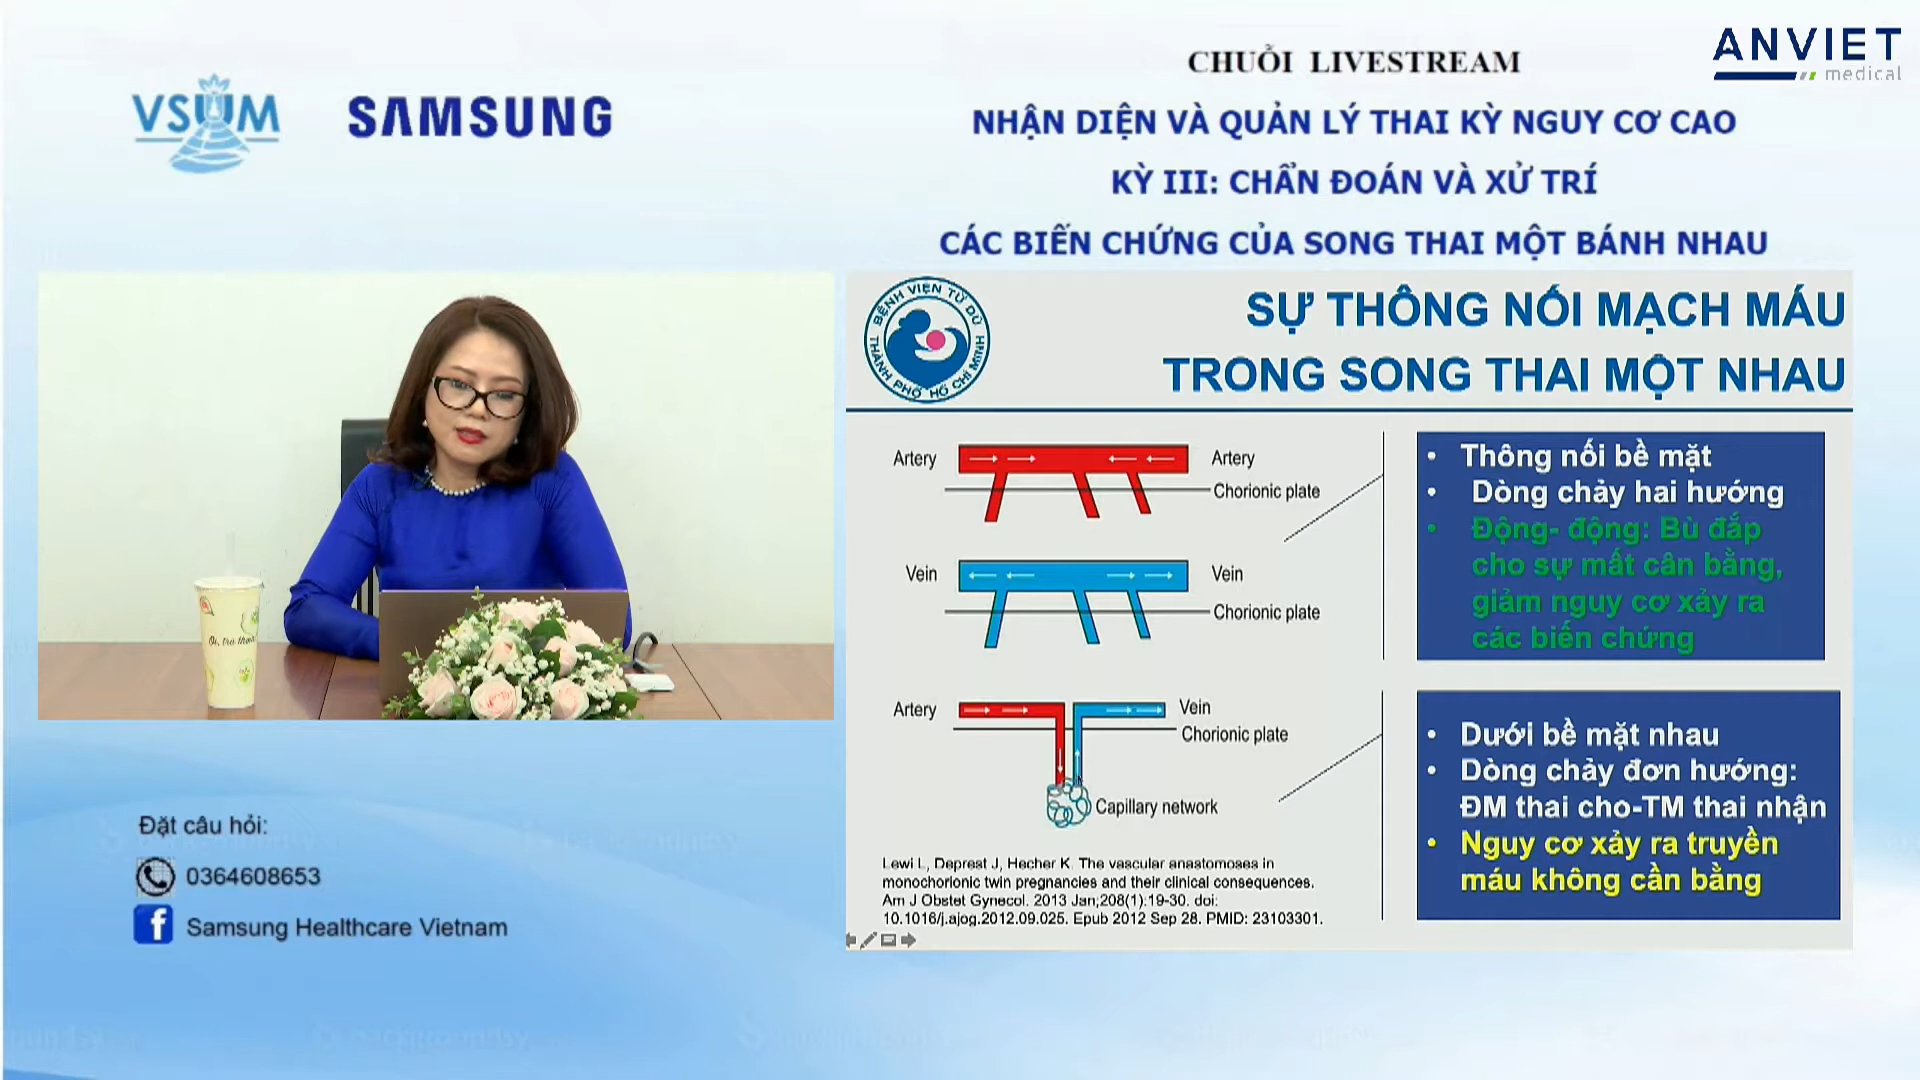 ANVIET
medical
VSUM
SAMSUNG
CHUỖI LIVESTREAM
NHẬN DIỆN VÀ QUẢN LÝ THAI KỲ NGUY CƠ CAO
KỲ III: CHẨN ĐOÁN VÀ XỬ TRÍ
CÁC BIẾN CHỨNG CỦA SONG THAI MỘT BÁNH NHAU
BỆNH VIỆN TỪ DŨ
THÀNH PHỐ HỒ CHÍ MINH
SỰ THÔNG NỐI MẠCH MÁU
TRONG SONG THAI MỘT NHAU
Artery
Artery
Chorionic plate
Vein
Vein
Chorionic plate
Artery
Vein
Chorionic plate
Capillary network
• Thông nối bề mặt
• Dòng chảy hai hướng
• Động- động: Bù đắp
cho sự mất cân bằng,
giảm nguy cơ xảy ra
các biến chứng
• Dưới bề mặt nhau
• Dòng chảy đơn hướng:
ĐM thai cho-TM thai nhận
• Nguy cơ xảy ra truyền
máu không cần bằng
Lewi L, Deprest J, Hecher K. The vascular anastomoses in
monochorionic twin pregnancies and their clinical consequences.
Am J Obstet Gynecol. 2013 Jan;208(1):19-30. doi:
10.1016/j.ajog.2012.09.025. Epub 2012 Sep 28. PMID: 23103301.
Đặt câu hỏi:
0364608653
Samsung Healthcare Vietnam